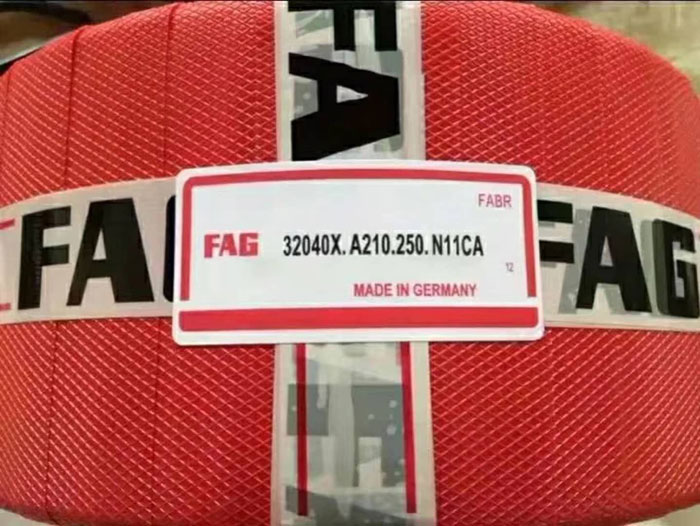 FAG
FAG
FABR
FAG 32040X. A210.250. N11CA
12
MADE IN GERMANY
FAG